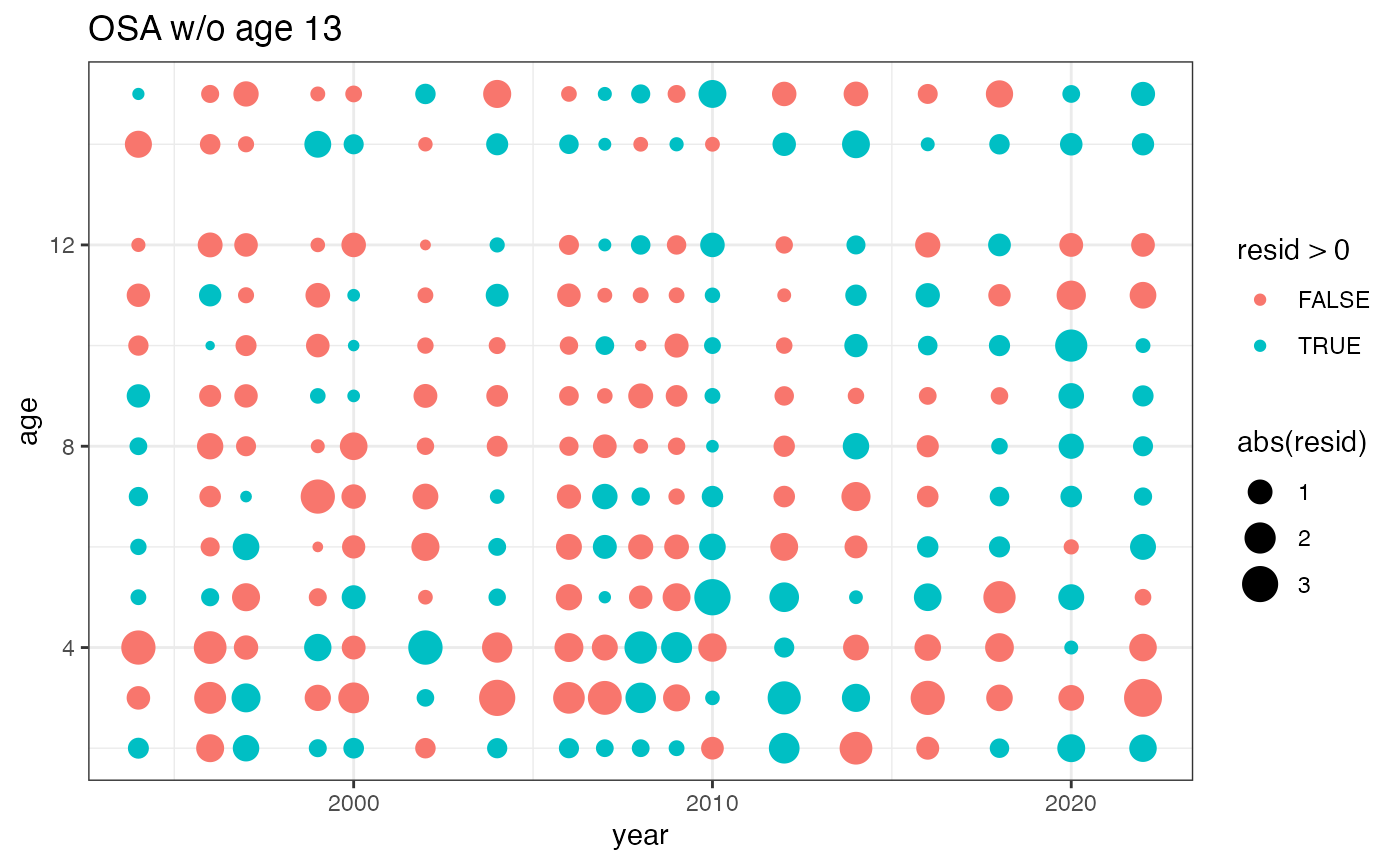 OSA w/o age 13
12
8
4
age
2000 2010 2020
year
resid > 0
FALSE
TRUE
abs(resid)
1
2
3